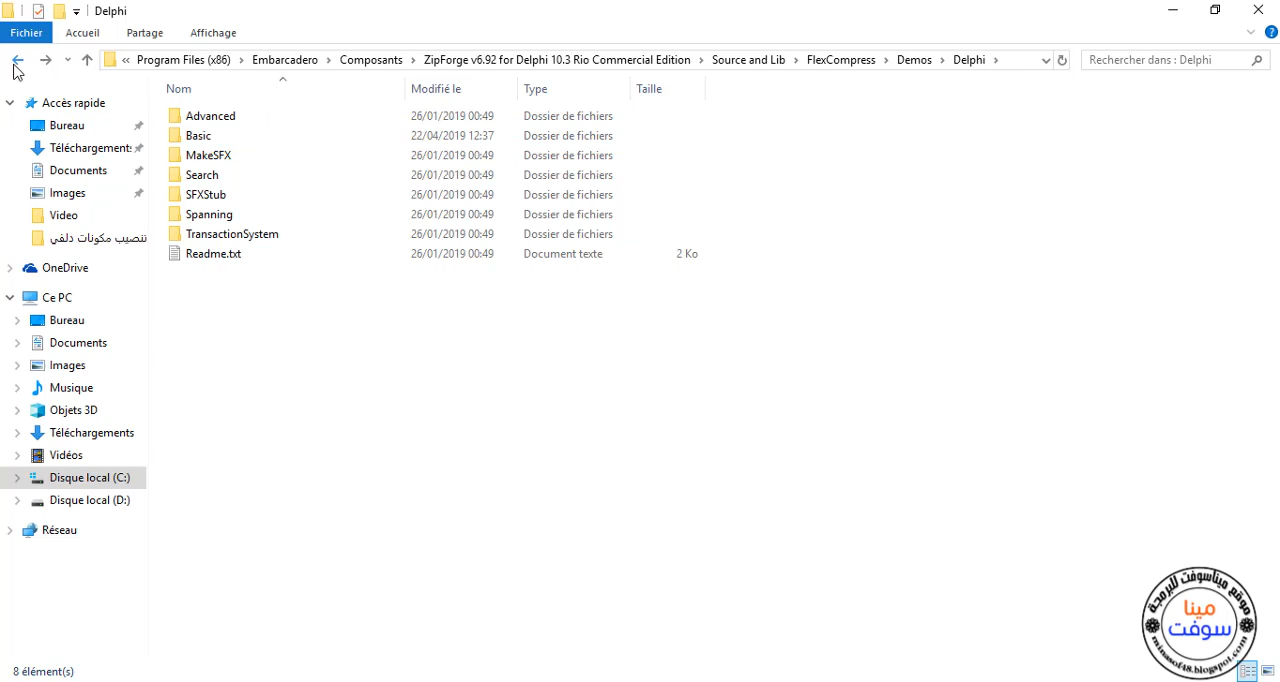 Delphi
Fichier Accueil Partage Affichage
« Program Files (x86) › Embarcadero › Composants › ZipForge v6.92 for Delphi 10.3 Rio Commercial Edition › Source and Lib › FlexCompress › Demos › Delphi ›
Rechercher dans : Delphi
Nom Modifié le Type Taille
Accès rapide
Bureau
Téléchargements
Documents
Images
Video
تنصيب مكونات دلفي
OneDrive
Ce PC
Bureau
Documents
Images
Musique
Objets 3D
Téléchargements
Vidéos
Disque local (C:)
Disque local (D:)
Réseau
Advanced 26/01/2019 00:49 Dossier de fichiers
Basic 22/04/2019 12:37 Dossier de fichiers
MakeSFX 26/01/2019 00:49 Dossier de fichiers
Search 26/01/2019 00:49 Dossier de fichiers
SFXStub 26/01/2019 00:49 Dossier de fichiers
Spanning 26/01/2019 00:49 Dossier de fichiers
TransactionSystem 26/01/2019 00:49 Dossier de fichiers
Readme.txt 26/01/2019 00:49 Document texte 2 Ko
8 élément(s)
موقع ميناسوفت للبرمجة
مينا
سوفت
minasof48.blogspot.com